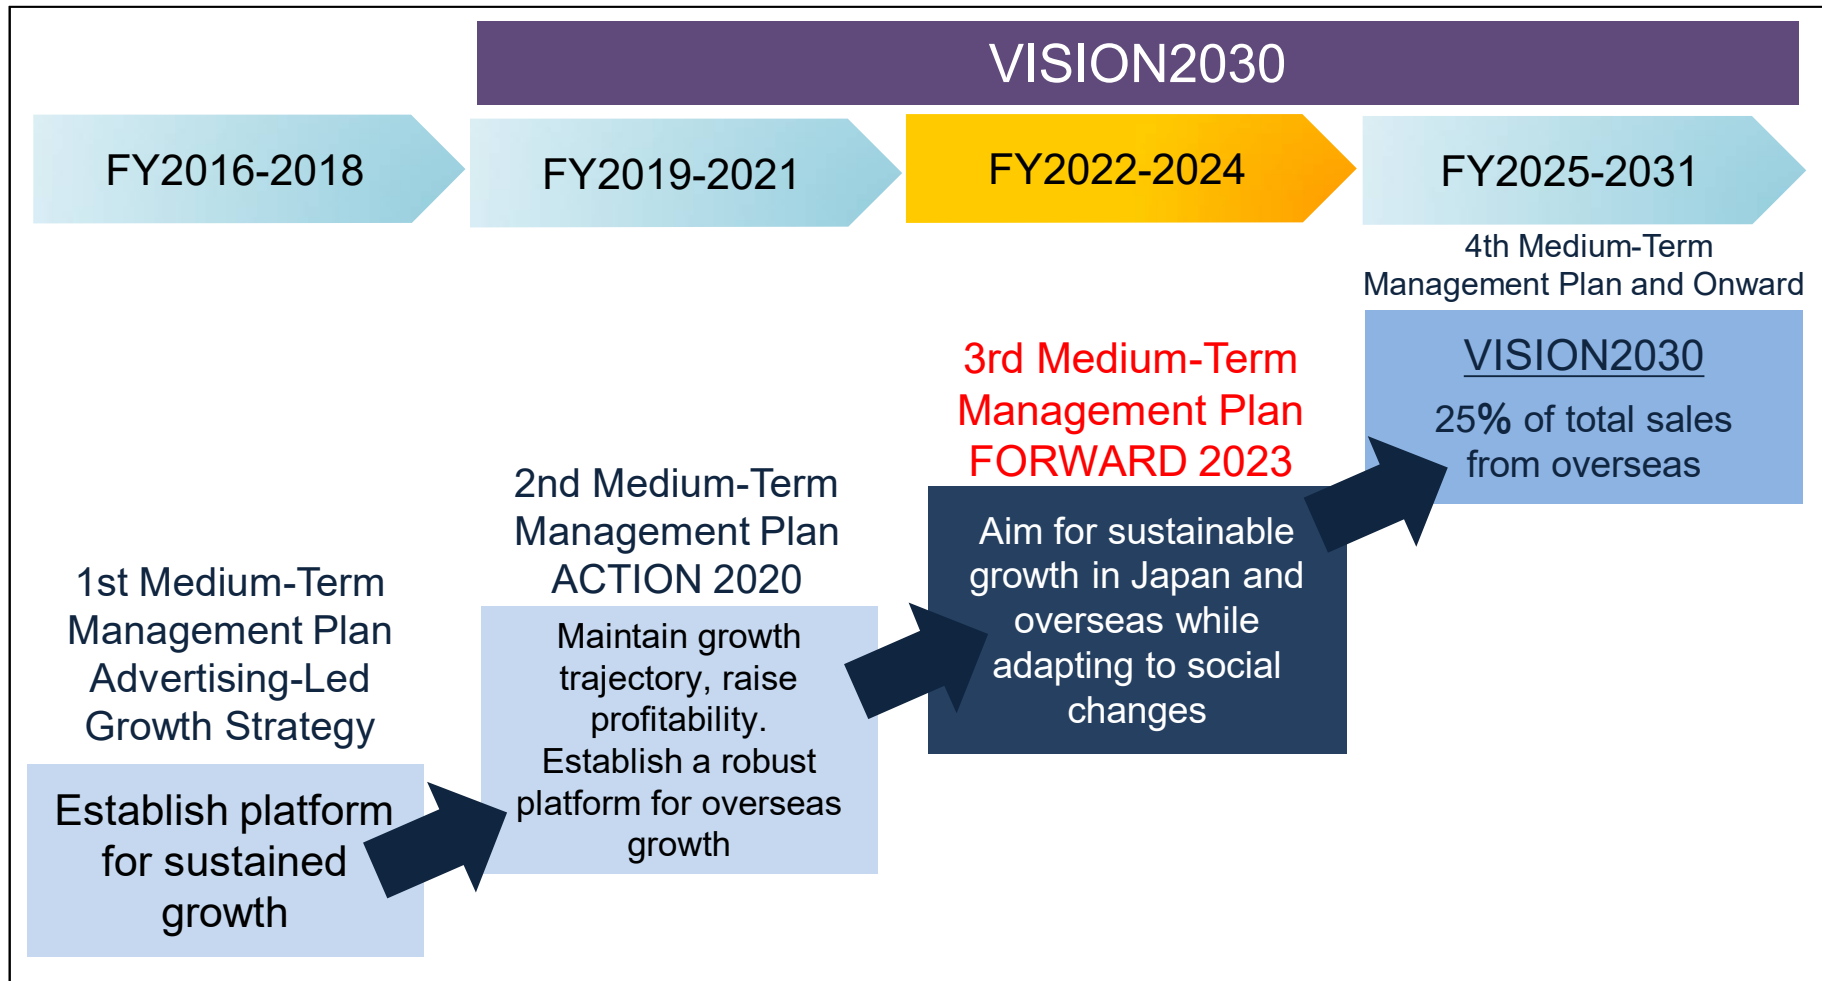 VISION2030
FY2016-2018
FY2019-2021
FY2022-2024
FY2025-2031
1st Medium-Term
Management Plan
Advertising-Led
Growth Strategy
Establish platform
for sustained
growth
2nd Medium-Term
Management Plan
ACTION 2020
Maintain growth
trajectory, raise
profitability.
Establish a robust
platform for overseas
growth
3rd Medium-Term
Management Plan
FORWARD 2023
Aim for sustainable
growth in Japan and
overseas while
adapting to social
changes
4th Medium-Term
Management Plan and Onward
VISION2030
25% of total sales
from overseas